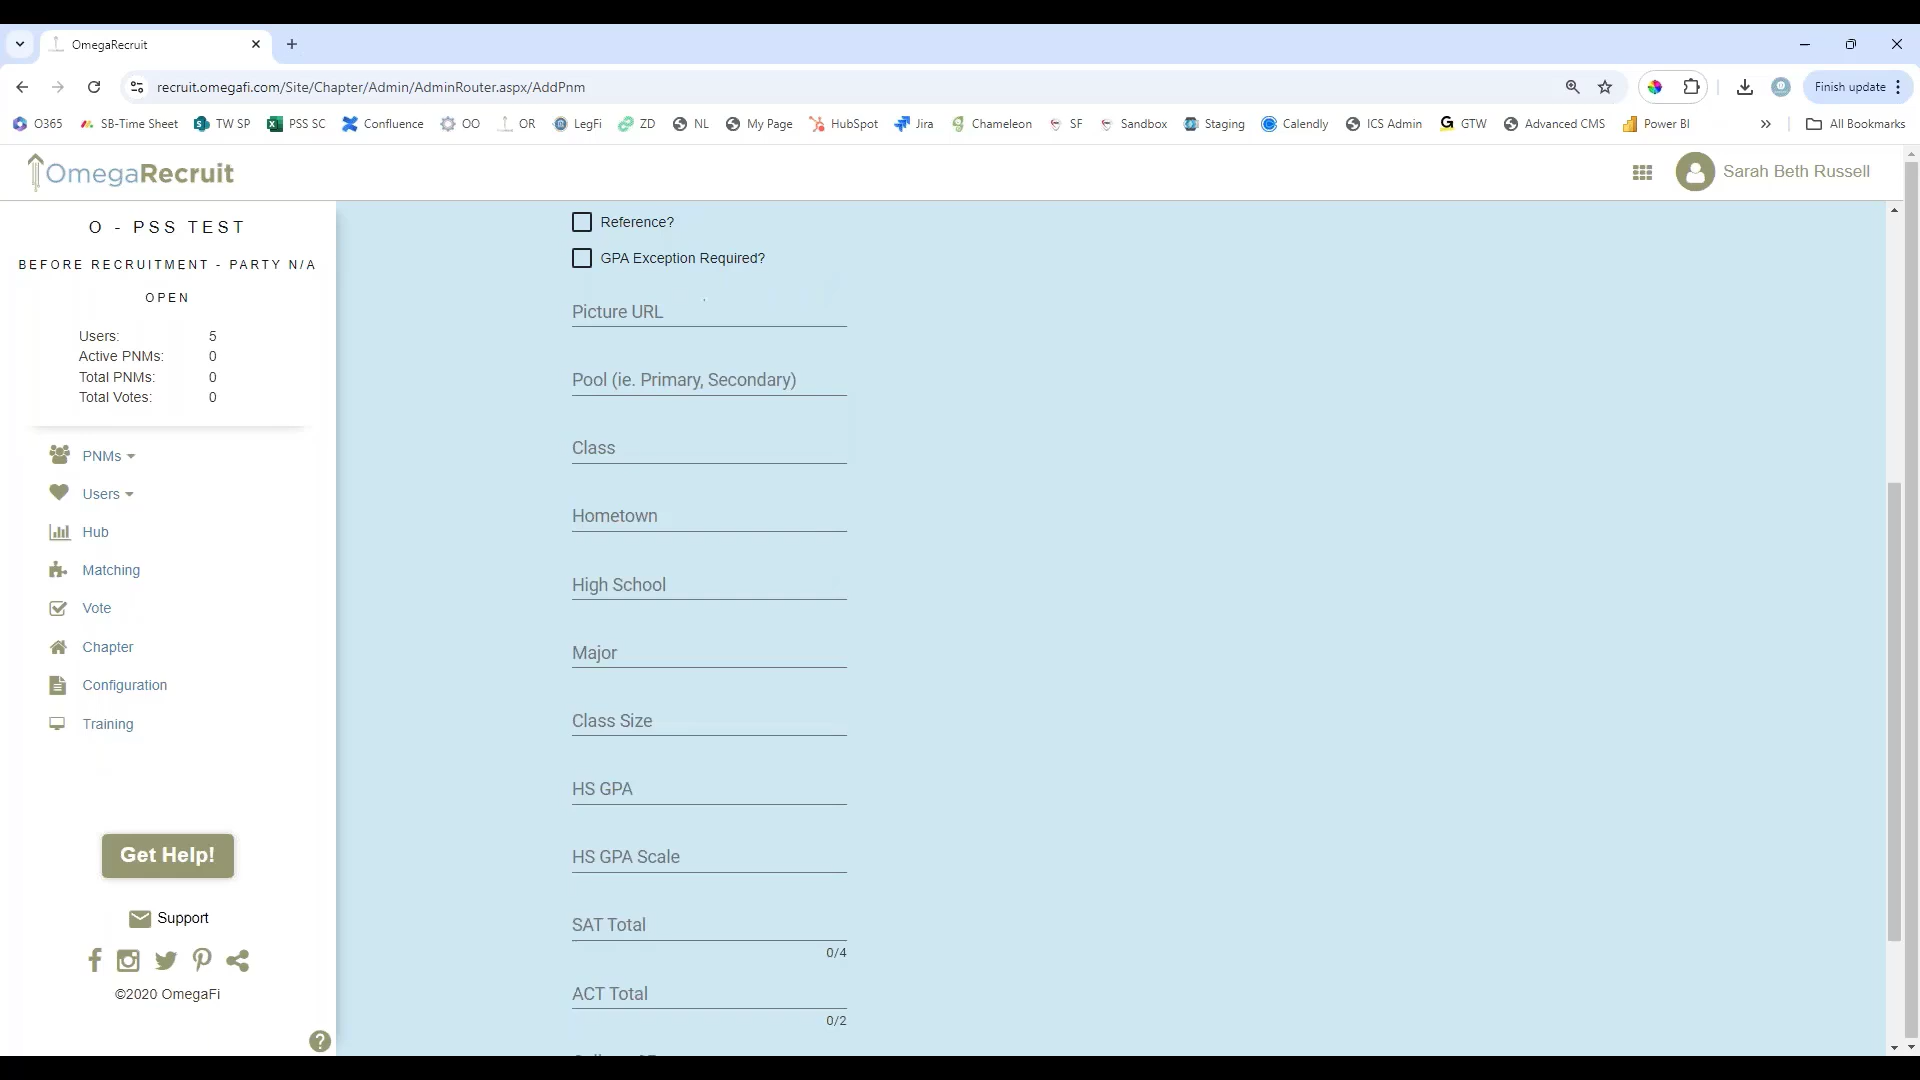 OmegaRecruit
recruit.omegafi.com/Site/Chapter/Admin/AdminRouter.aspx/AddPnm
Finish update
O365 SB-Time Sheet TW SP PSS SC Confluence OO OR LegFi ZD NL My Page HubSpot Jira Chameleon SF Sandbox Staging Calendly ICS Admin GTW Advanced CMS Power BI » All Bookmarks
OmegaRecruit
Sarah Beth Russell
O - PSS TEST
BEFORE RECRUITMENT - PARTY N/A
OPEN
Users: 5
Active PNMs: 0
Total PNMs: 0
Total Votes: 0
PNMs
Users
Hub
Matching
Vote
Chapter
Configuration
Training
Get Help!
Support
©2020 OmegaFi
?
Reference?
GPA Exception Required?
Picture URL
Pool (ie. Primary, Secondary)
Class
Hometown
High School
Major
Class Size
HS GPA
HS GPA Scale
SAT Total
0/4
ACT Total
0/2